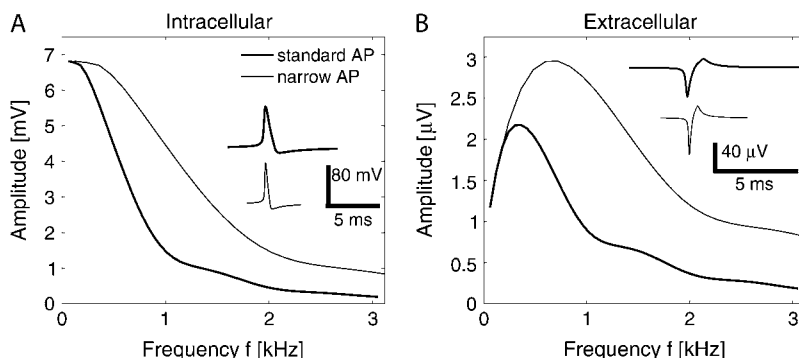 A
Intracellular
Amplitude [mV]
7
6
5
4
3
2
1
0
standard AP
narrow AP
80 mV
5 ms
0
1
2
3
Frequency f [kHz]
B
Extracellular
Amplitude [µV]
3
2.5
2
1.5
1
0.5
0
40 µV
5 ms
0
1
2
3
Frequency f [kHz]